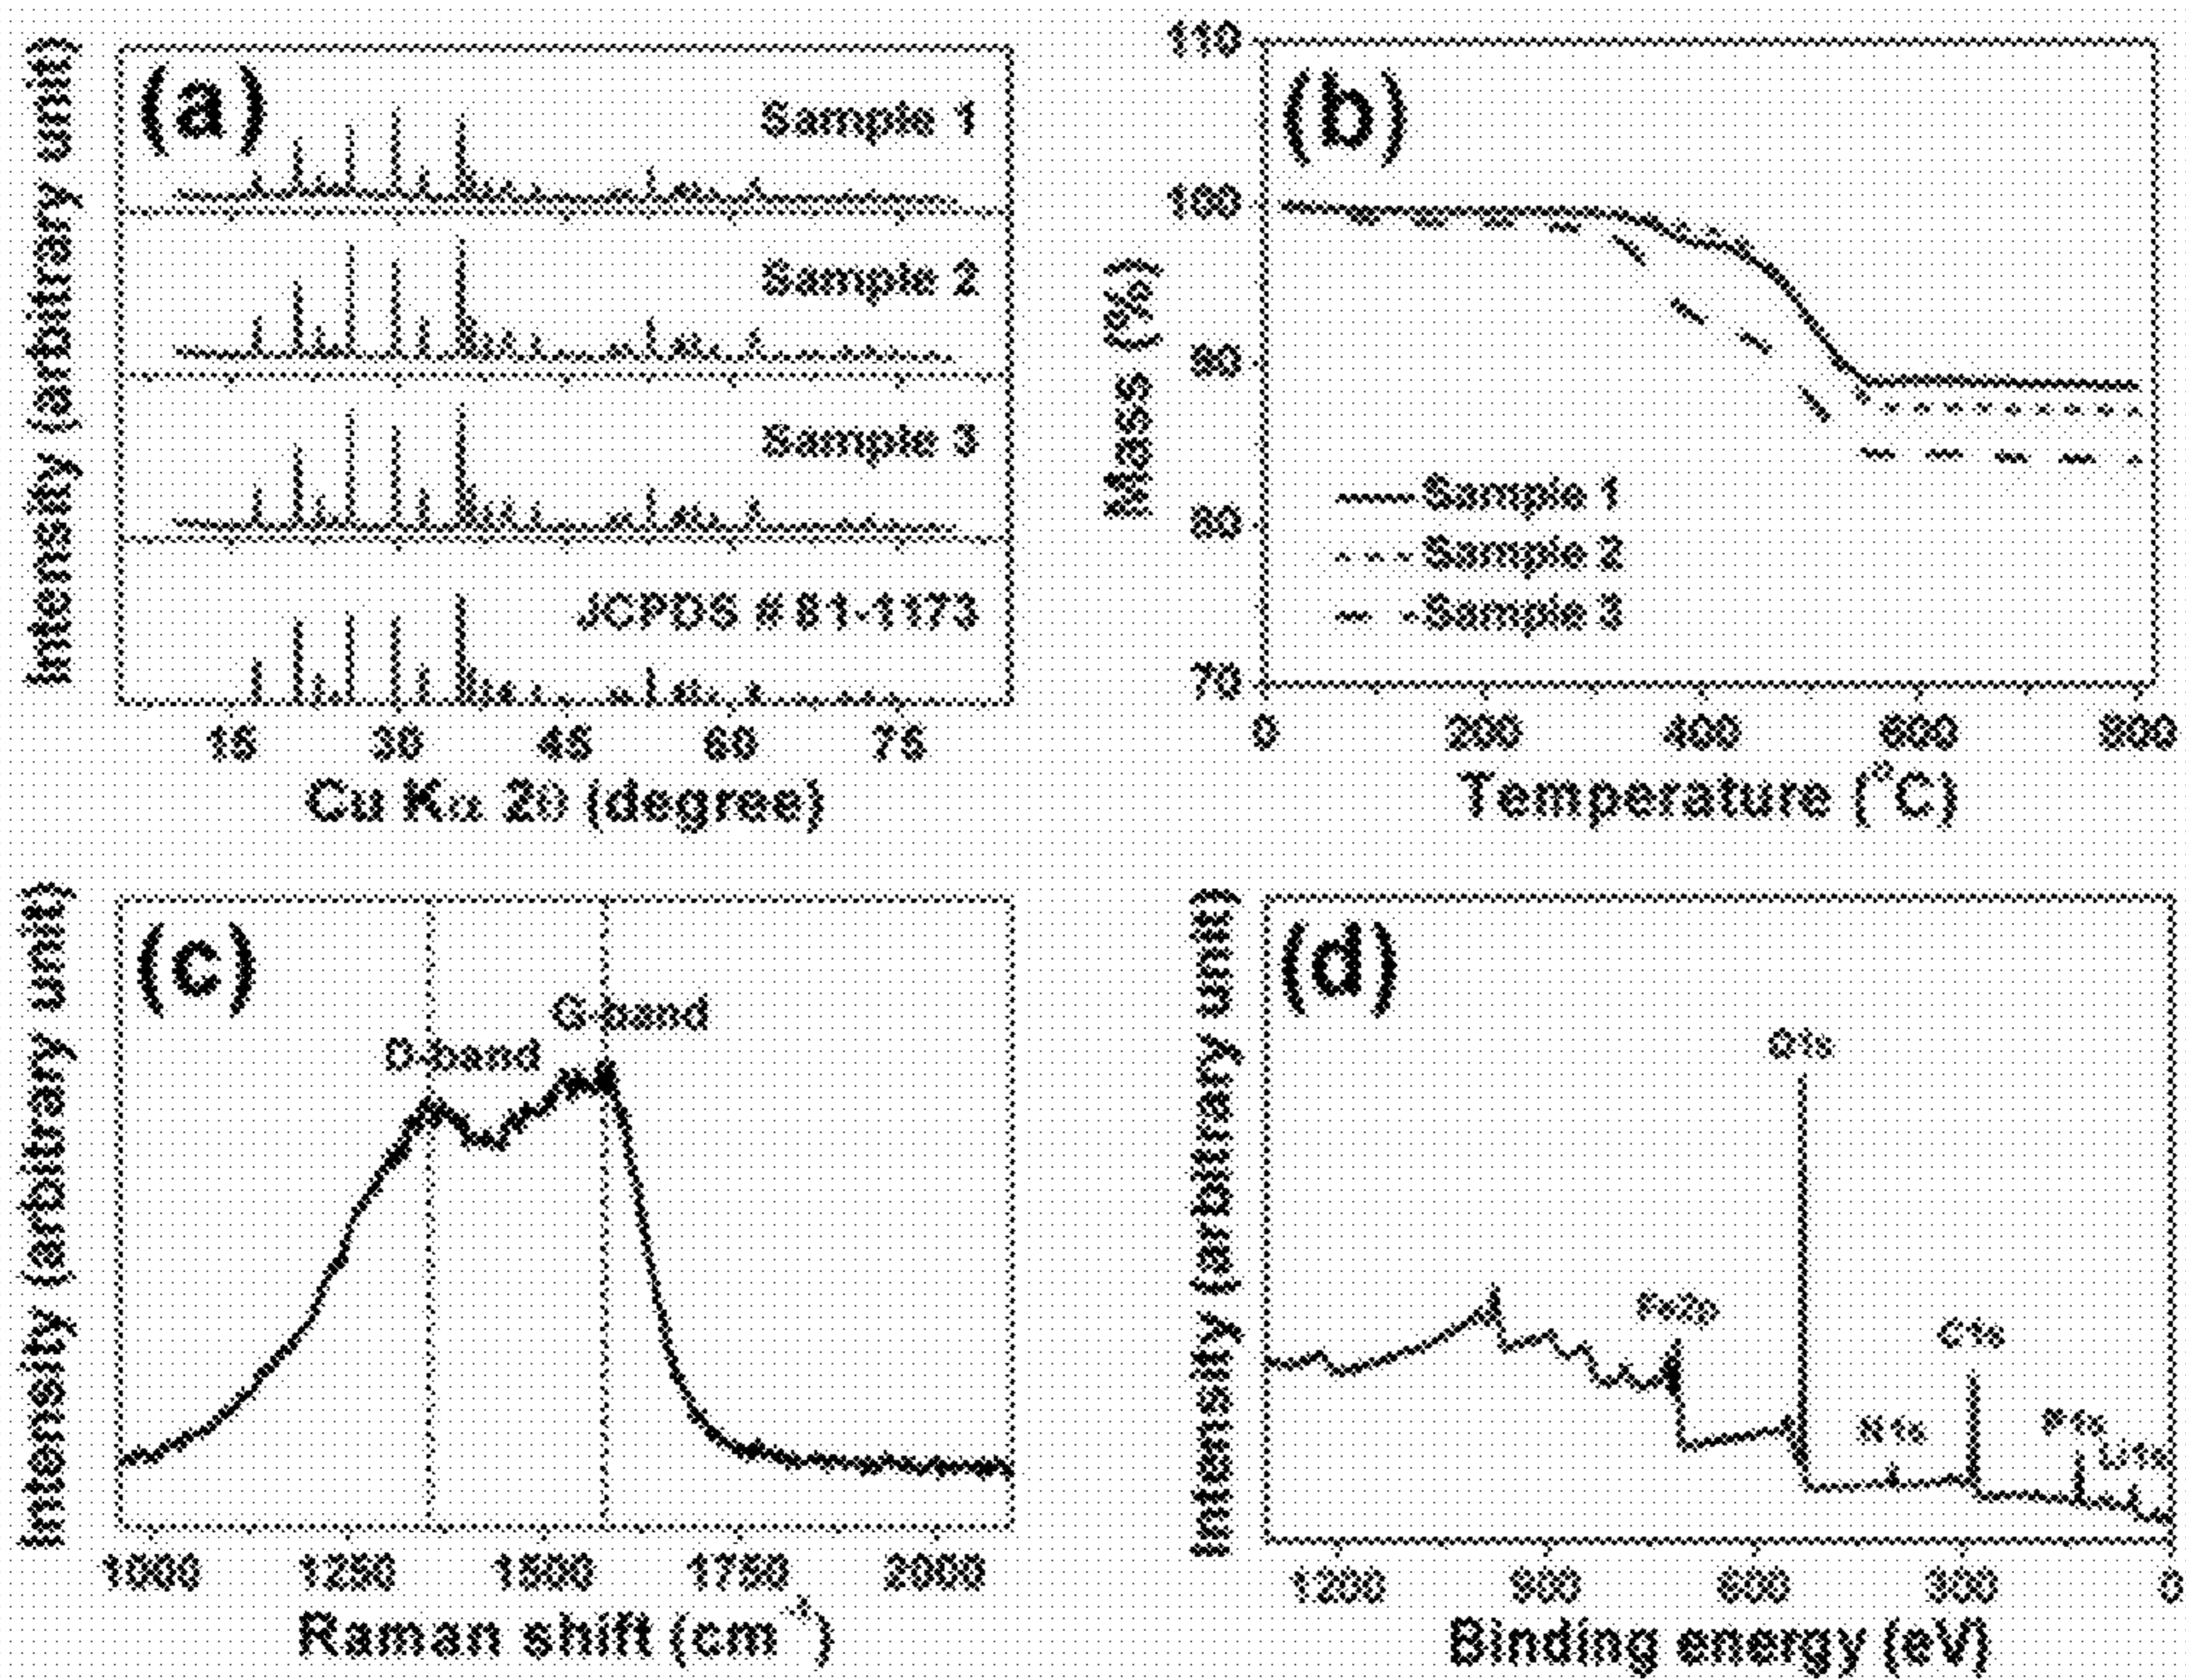 (a)
Intensity (arbitrary unit)
Sample 1
Sample 2
Sample 3
JCPDS # 81-1173
15 30 45 60 75
Cu Kα 2θ (degree)
(b)
Mass (%)
110
100
90
80
70
Sample 1
Sample 2
Sample 3
0 200 400 600 800
Temperature (°C)
(c)
Intensity (arbitrary unit)
D-band
G-band
1000 1250 1500 1750 2000
Raman shift (cm⁻¹)
(d)
Intensity (arbitrary unit)
Fe2p
O1s
N1s
C1s
P1s
Li1s
1200 900 600 300 0
Binding energy (eV)